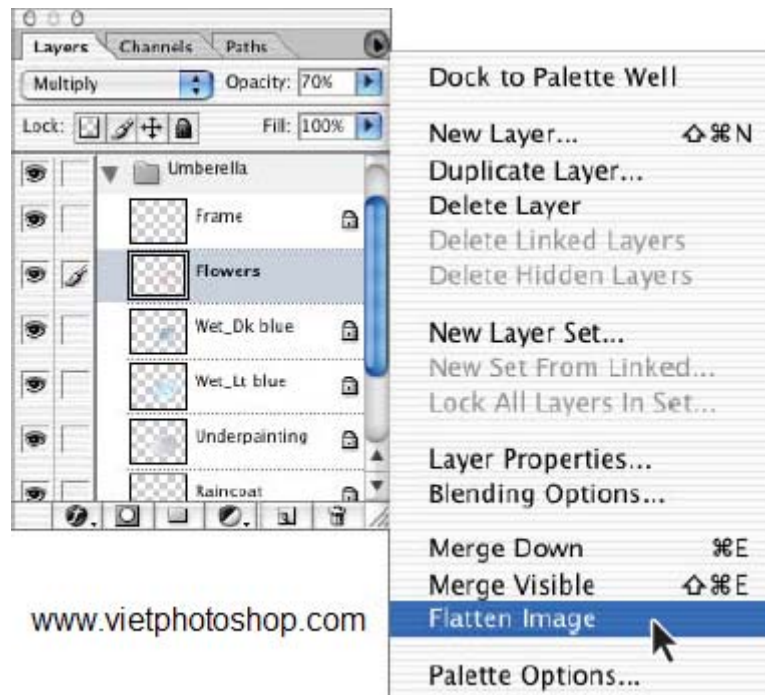 Layers Channels Paths
Multiply Opacity: 70%
Lock: Fill: 100%
Umberella
Frame
Flowers
Wet_Dk blue
Wet_Lt blue
Underpainting
Raincoat
www.vietphotoshop.com
Dock to Palette Well
New Layer... ⇧⌘N
Duplicate Layer...
Delete Layer
Delete Linked Layers
Delete Hidden Layers
New Layer Set...
New Set From Linked...
Lock All Layers In Set...
Layer Properties...
Blending Options...
Merge Down ⌘E
Merge Visible ⇧⌘E
Flatten Image
Palette Options...